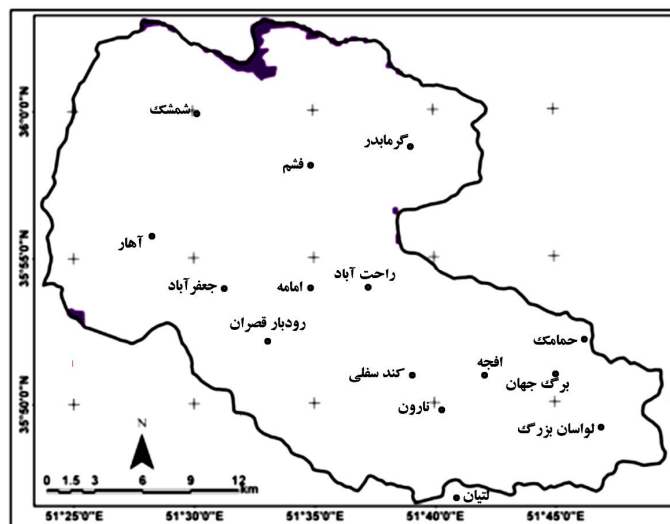 36°0'0"N
35°55'0"N
35°50'0"N
شمشک
گرمابدر
فشم
آهار
راحت آباد
جعفرآباد
امامه
رودبار قصران
حمامک
افجه
کند سفلی
برگ جهان
نارون
لواسان بزرگ
لتیان
N
0 1.5 3 6 9 12
km
51°25'0"E 51°30'0"E 51°35'0"E 51°40'0"E 51°45'0"E